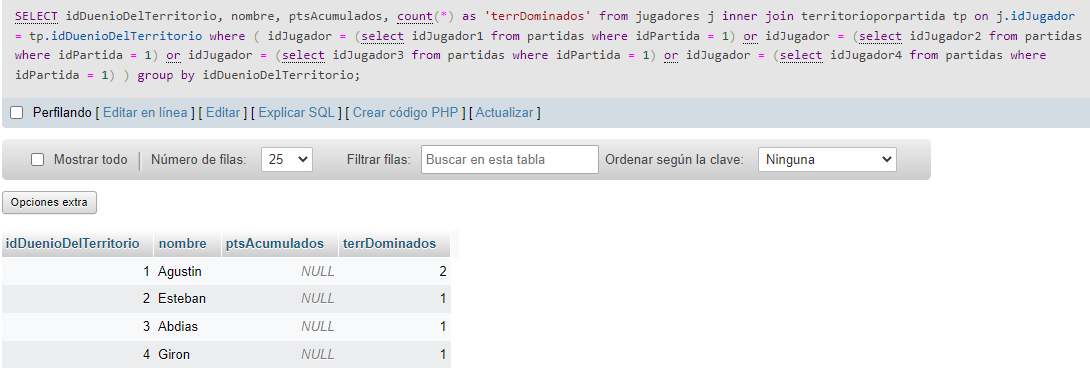 SELECT idDuenioDelTerritorio, nombre, ptsAcumulados, count(*) as 'terrDominados' from jugadores j inner join territorioporpartida tp on j.idJugador
= tp.idDuenioDelTerritorio where ( idJugador = (select idJugador1 from partidas where idPartida = 1) or idJugador = (select idJugador2 from partidas
where idPartida = 1) or idJugador = (select idJugador3 from partidas where idPartida = 1) or idJugador = (select idJugador4 from partidas where
idPartida = 1) ) group by idDuenioDelTerritorio;
Perfilando [ Editar en línea ] [ Editar ] [ Explicar SQL ] [ Crear código PHP ] [ Actualizar ]
Mostrar todo Número de filas: 25 Filtrar filas: Buscar en esta tabla Ordenar según la clave: Ninguna
Opciones extra
idDuenioDelTerritorio nombre ptsAcumulados terrDominados
1 Agustin NULL 2
2 Esteban NULL 1
3 Abdias NULL 1
4 Giron NULL 1